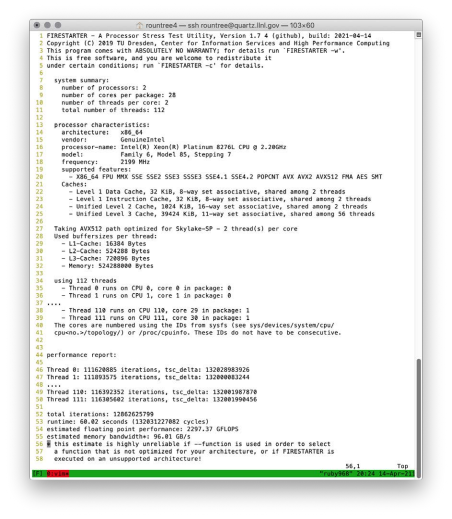 rountree4 — ssh rountree@quartz.llnl.gov — 103×60
1 FIRESTARTER - A Processor Stress Test Utility, Version 1.7 4 (github), build: 2021-04-14
2 Copyright (C) 2019 TU Dresden, Center for Information Services and High Performance Computing
3 This program comes with ABSOLUTELY NO WARRANTY; for details run `FIRESTARTER -w'.
4 This is free software, and you are welcome to redistribute it
5 under certain conditions; run `FIRESTARTER -c' for details.
6
7 system summary:
8 number of processors: 2
9 number of cores per package: 28
10 number of threads per core: 2
11 total number of threads: 112
12
13 processor characteristics:
14 architecture: x86_64
15 vendor: GenuineIntel
16 processor-name: Intel(R) Xeon(R) Platinum 8276L CPU @ 2.20GHz
17 model: Family 6, Model 85, Stepping 7
18 frequency: 2199 MHz
19 supported features:
20 - X86_64 FPU MMX SSE SSE2 SSE3 SSSE3 SSE4.1 SSE4.2 POPCNT AVX AVX2 AVX512 FMA AES SMT
21 Caches:
22 - Level 1 Data Cache, 32 KiB, 8-way set associative, shared among 2 threads
23 - Level 1 Instruction Cache, 32 KiB, 8-way set associative, shared among 2 threads
24 - Unified Level 2 Cache, 1024 KiB, 16-way set associative, shared among 2 threads
25 - Unified Level 3 Cache, 39424 KiB, 11-way set associative, shared among 56 threads
26
27 Taking AVX512 path optimized for Skylake-SP - 2 thread(s) per core
28 Used buffersizes per thread:
29 - L1-Cache: 16384 Bytes
30 - L2-Cache: 524288 Bytes
31 - L3-Cache: 720896 Bytes
32 - Memory: 524288000 Bytes
33
34 using 112 threads
35 - Thread 0 runs on CPU 0, core 0 in package: 0
36 - Thread 1 runs on CPU 1, core 1 in package: 0
37 ....
38 - Thread 110 runs on CPU 110, core 29 in package: 1
39 - Thread 111 runs on CPU 111, core 30 in package: 1
40 The cores are numbered using the IDs from sysfs (see sys/devices/system/cpu/
41 cpu<no.>/topology/) or /proc/cpuinfo. These IDs do not have to be consecutive.
42
43
44 performance report:
45
46 Thread 0: 111620885 iterations, tsc_delta: 132028983926
47 Thread 1: 111893575 iterations, tsc_delta: 132000083244
48 ....
49 Thread 110: 116392352 iterations, tsc_delta: 132001987870
50 Thread 111: 116305602 iterations, tsc_delta: 132001990456
51
52 total iterations: 12862625799
53 runtime: 60.02 seconds (132031227082 cycles)
54 estimated floating point performance: 2297.37 GFLOPS
55 estimated memory bandwidth*: 96.01 GB/s
56 * this estimate is highly unreliable if --function is used in order to select
57 a function that is not optimized for your architecture, or if FIRESTARTER is
58 executed on an unsupported architecture!
56,1 Top
0:vim* "ruby960" 20:24 14-Apr-21